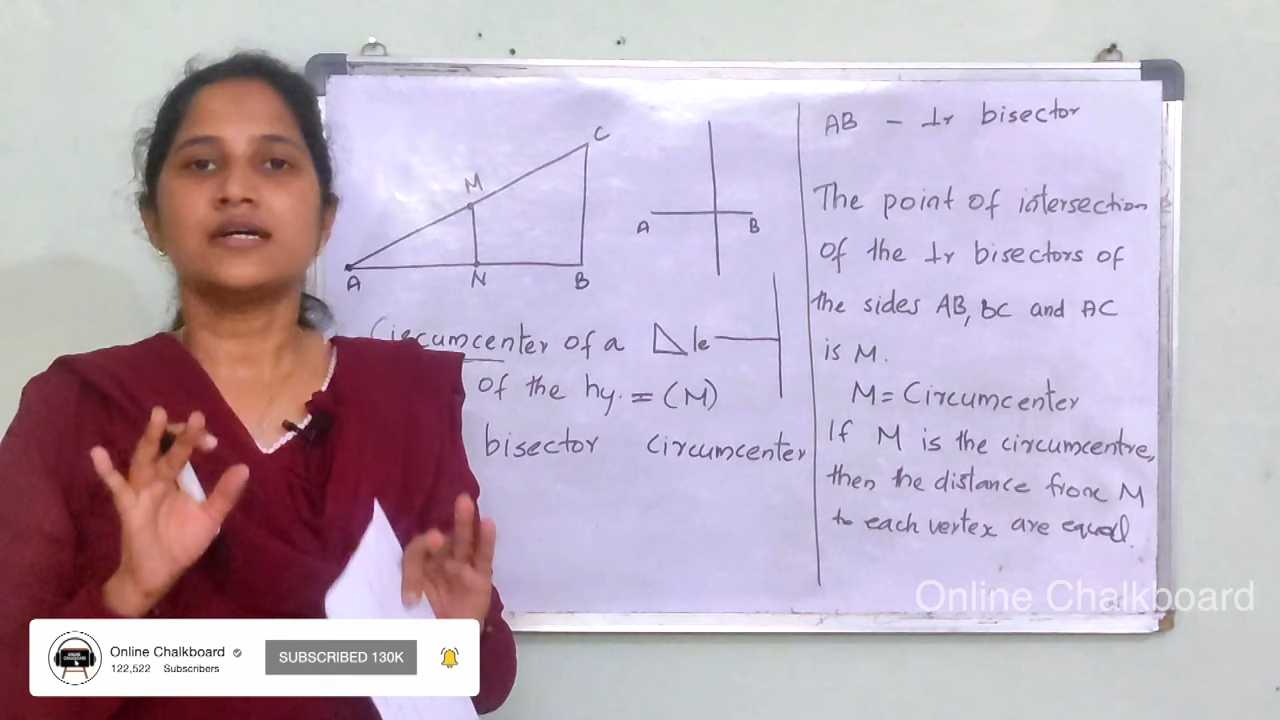 C
M
A
N
B
A
B
Circumcenter of a le
of the hy. = (M)
bisector circumcenter
AB - ⊥r bisector
The point of intersection
of the ⊥r bisectors of
the sides AB, BC and AC
is M.
M = Circumcenter
If M is the circumcentre,
then the distance from M
to each vertex are equal.
Online Chalkboard
Online Chalkboard
122,522 Subscribers
SUBSCRIBED 130K